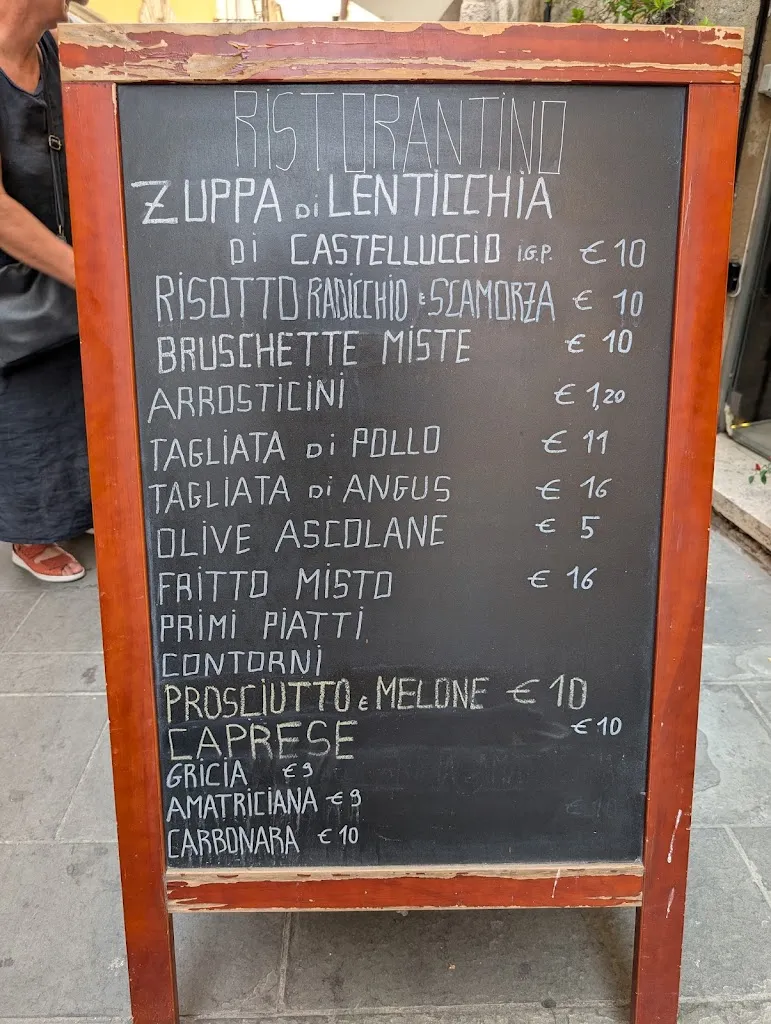 RISTORANTINO
ZUPPA di LENTICCHIA
Di CASTELLUCCIO i.G.P. € 10
RISOTTO RADICCHIO e SCAMORZA € 10
BRUSCHETTE MISTE € 10
ARROSTICINI € 1,20
TAGLIATA di POLLO € 11
TAGLIATA di ANGUS € 16
OLIVE ASCOLANE € 5
FRITTO MISTO € 16
PRIMI PIATTI
CONTORNI
PROSCIUTTO e MELONE € 10
CAPRESE € 10
GRICIA € 9
AMATRICIANA € 9
CARBONARA € 10